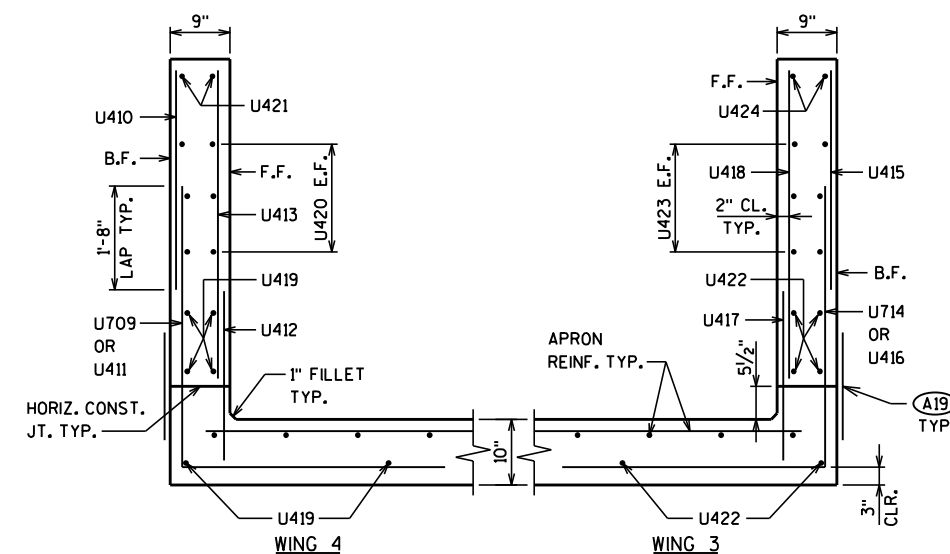 9"
9"
U421
U410
B.F.
F.F.
U420 E.F.
U413
1'-8"
LAP TYP.
U419
U709
OR
U411
U412
1" FILLET
TYP.
HORIZ. CONST.
JT. TYP.
U419
WING 4
10"
F.F.
U424
U418
U415
U423 E.F.
2" CL.
TYP.
B.F.
U422
U417
U714
OR
U416
APRON
REINF. TYP.
5½"
A19
TYP
3"
CLR.
U422
WING 3